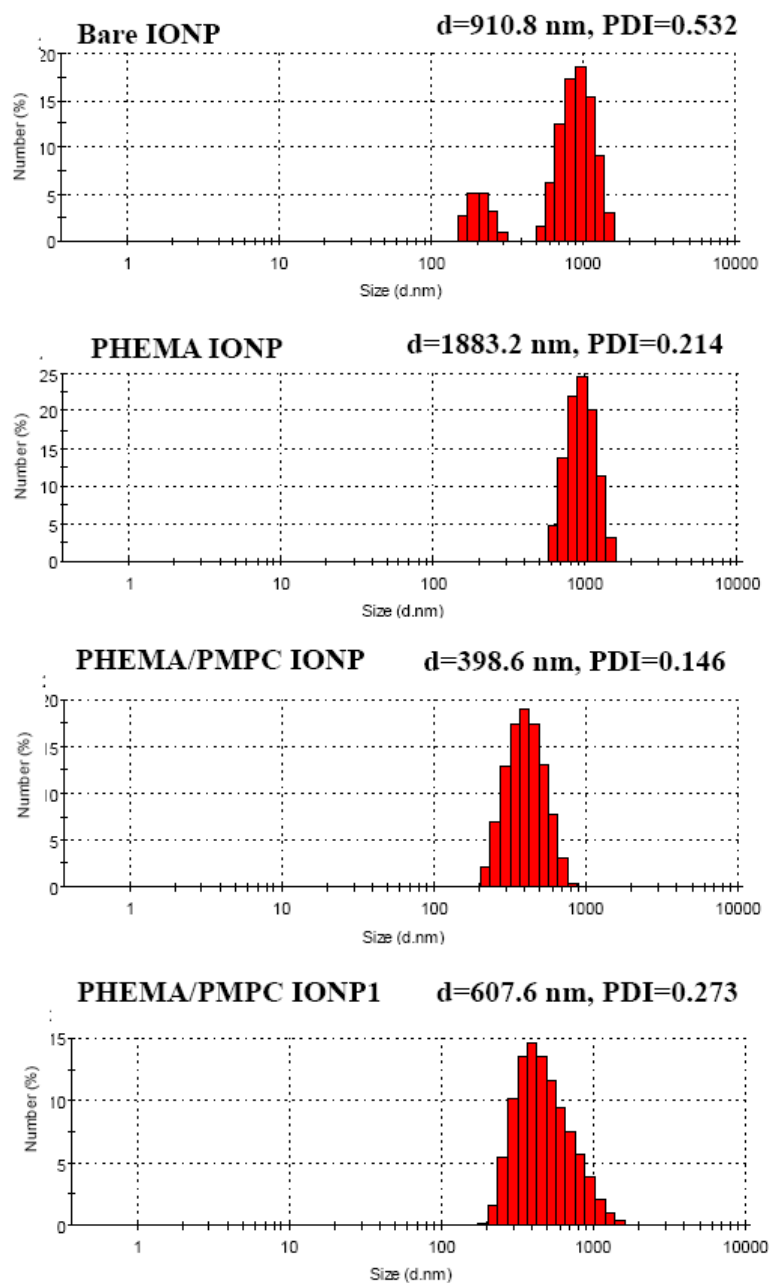 Bare IONP d=910.8 nm, PDI=0.532
20
15
10
5
0
Number (%)
1 10 100 1000 10000
Size (d.nm)
PHEMA IONP d=1883.2 nm, PDI=0.214
25
20
15
10
5
0
Number (%)
1 10 100 1000 10000
Size (d.nm)
PHEMA/PMPC IONP d=398.6 nm, PDI=0.146
20
15
10
5
0
Number (%)
1 10 100 1000 10000
Size (d.nm)
PHEMA/PMPC IONP1 d=607.6 nm, PDI=0.273
15
10
5
0
Number (%)
1 10 100 1000 10000
Size (d.nm)